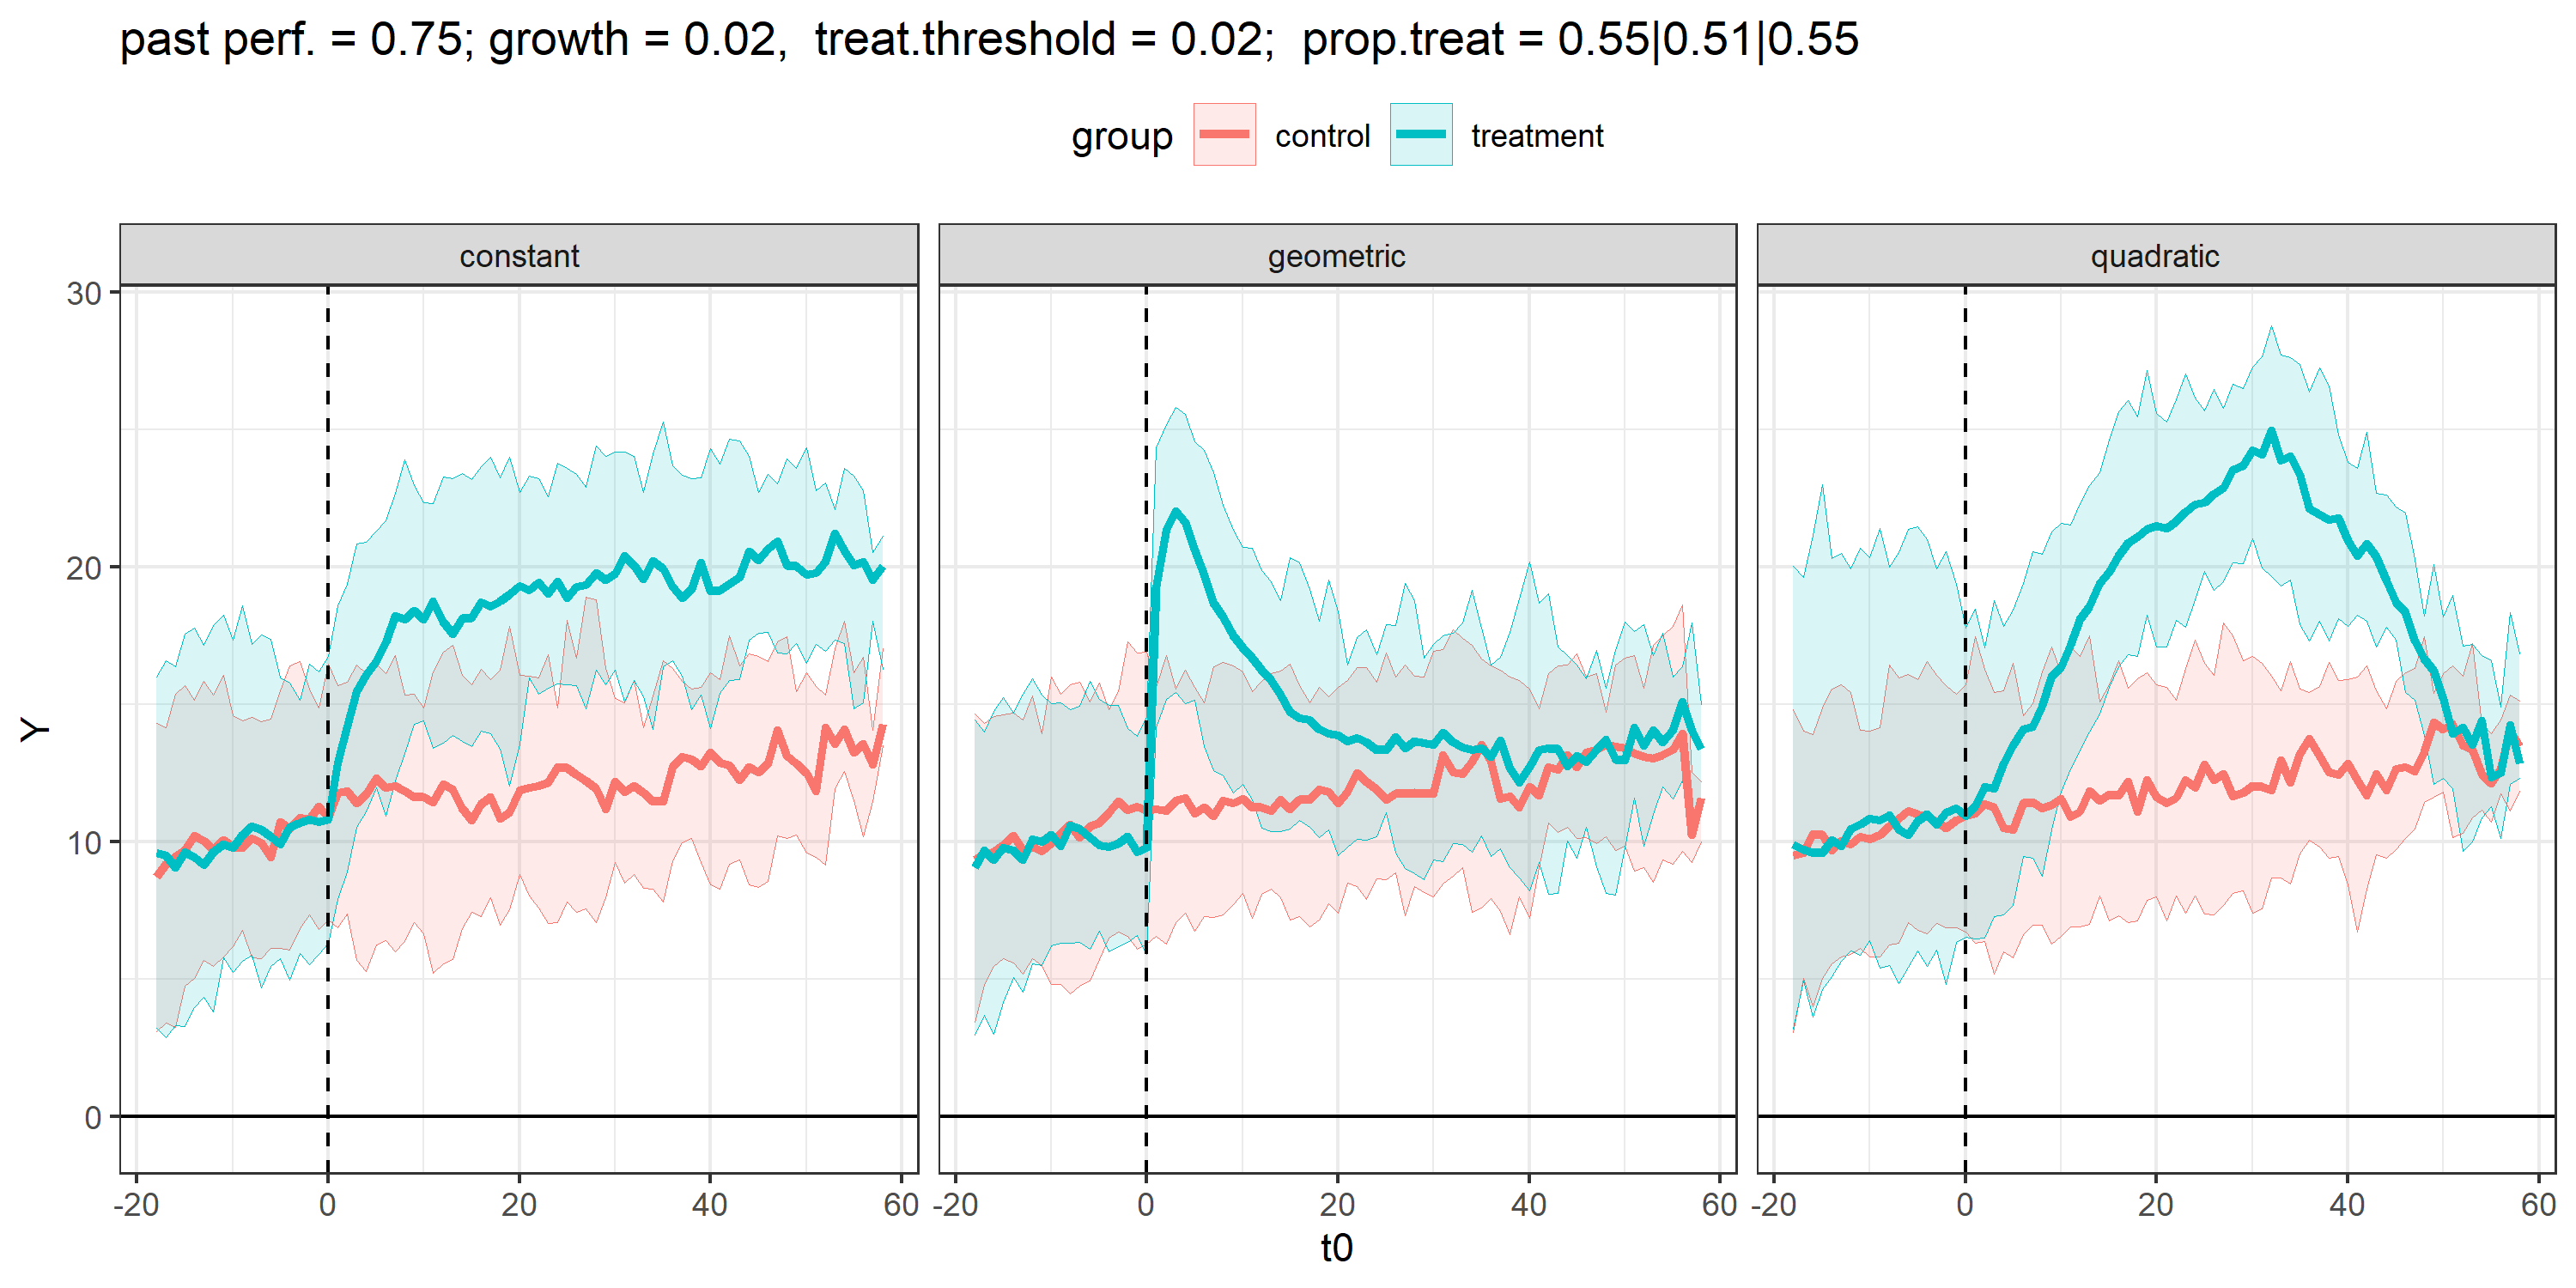 past perf. = 0.75; growth = 0.02,  treat.threshold = 0.02;  prop.treat = 0.55|0.51|0.55
group control treatment
constant geometric quadratic
30
20
10
0
Y
-20 0 20 40 60 -20 0 20 40 60 -20 0 20 40 60
t0